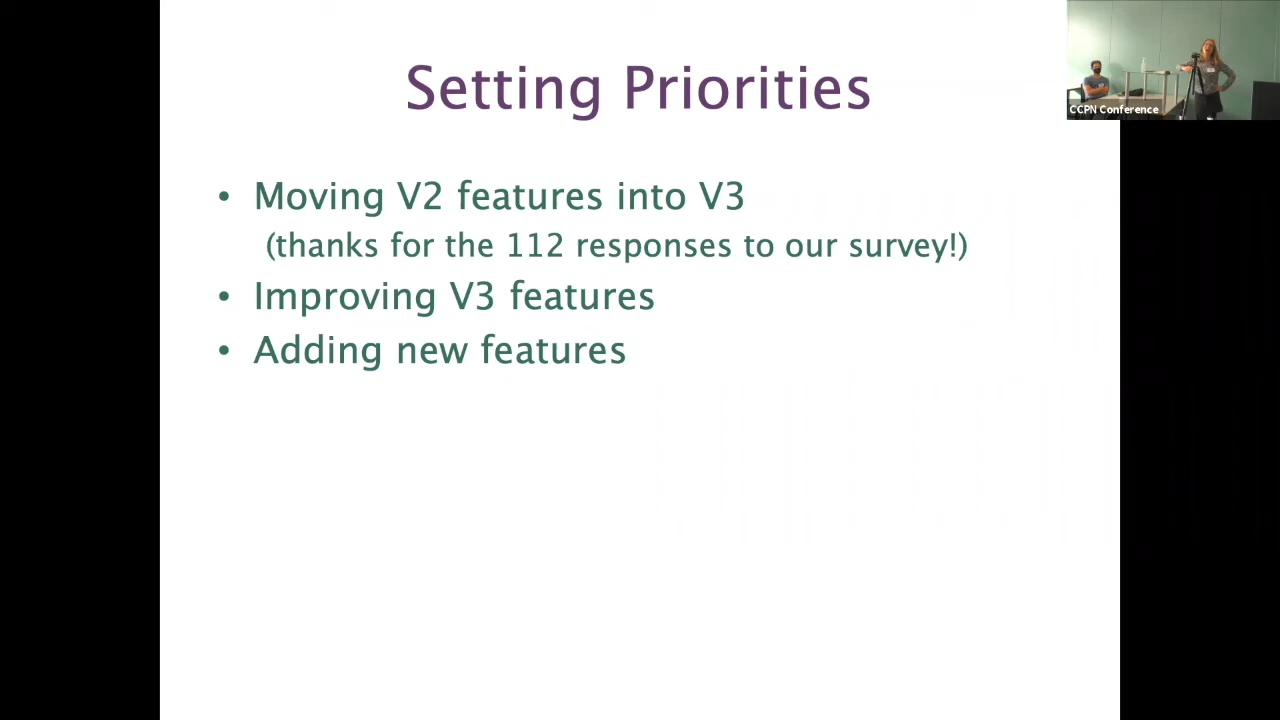 Setting Priorities
• Moving V2 features into V3
(thanks for the 112 responses to our survey!)
• Improving V3 features
• Adding new features
CCPN Conference